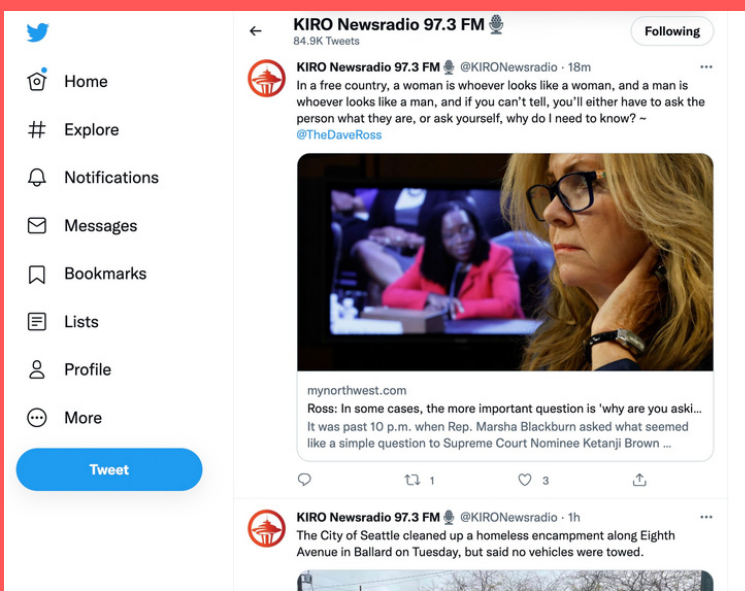 KIRO Newsradio 97.3 FM🎙️
84.9K Tweets
Following
Home
Explore
Notifications
Messages
Bookmarks
Lists
Profile
More
Tweet
KIRO Newsradio 97.3 FM🎙️ @KIRONewsradio · 18m
In a free country, a woman is whoever looks like a woman, and a man is
whoever looks like a man, and if you can’t tell, you’ll either have to ask the
person what they are, or ask yourself, why do I need to know? ~
@TheDaveRoss
mynorthwest.com
Ross: In some cases, the more important question is 'why are you aski...
It was past 10 p.m. when Rep. Marsha Blackburn asked what seemed
like a simple question to Supreme Court Nominee Ketanji Brown ...
1
3
KIRO Newsradio 97.3 FM🎙️ @KIRONewsradio · 1h
The City of Seattle cleaned up a homeless encampment along Eighth
Avenue in Ballard on Tuesday, but said no vehicles were towed.